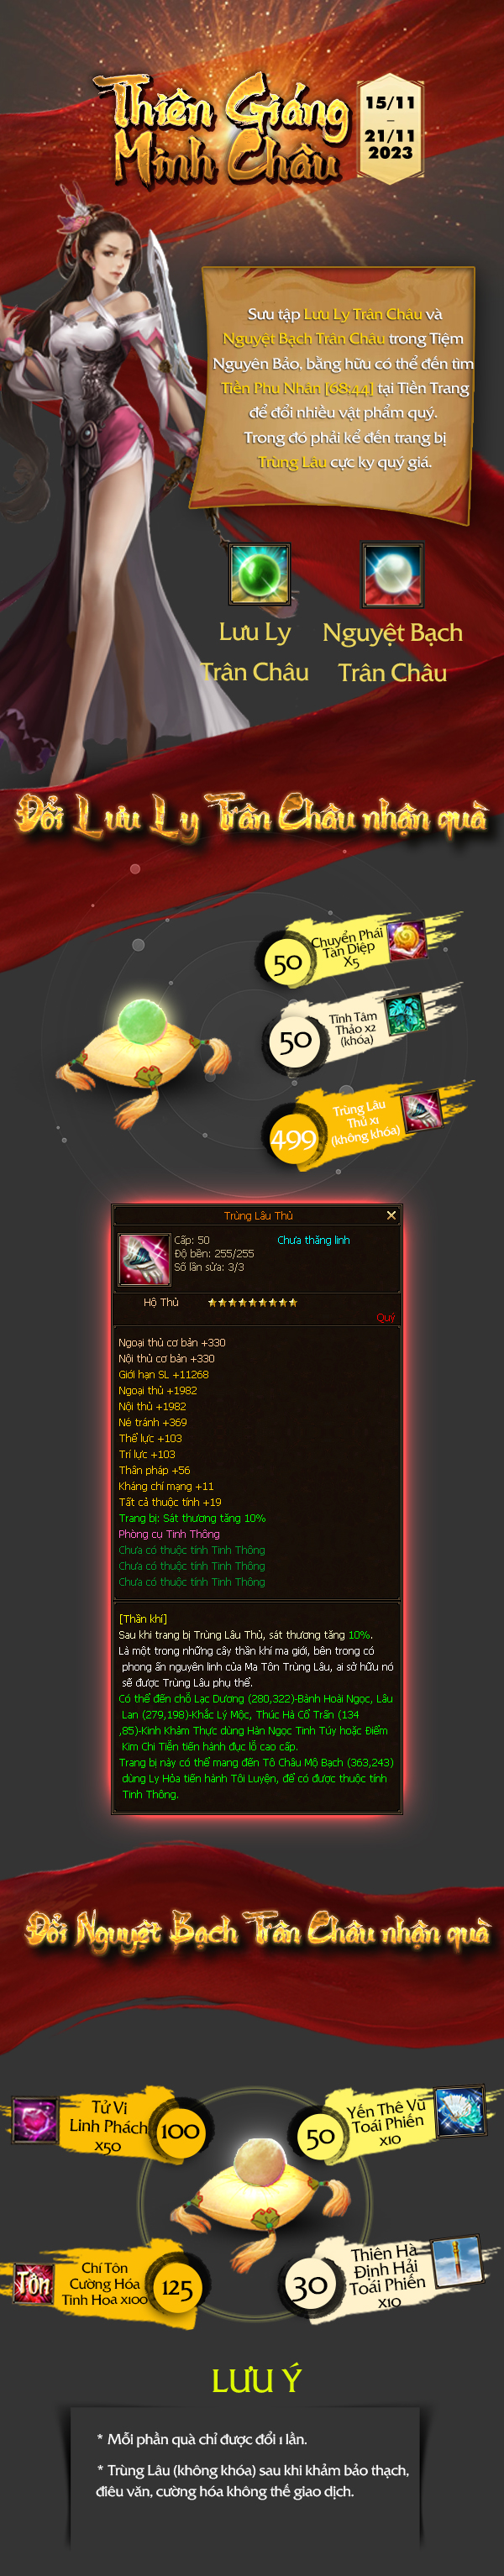 Thiên Giáng
Minh Châu
15/11
–
21/11
2023
Sưu tập Lưu Ly Trân Châu và
Nguyệt Bạch Trân Châu trong Tiệm
Nguyên Bảo, bằng hữu có thể đến tìm
Tiền Phu Nhân [68:44] tại Tiền Trang
để đổi nhiều vật phẩm quý.
Trong đó phải kể đến trang bị
Trùng Lâu cực kỳ quý giá.
Lưu Ly
Trân Châu
Nguyệt Bạch
Trân Châu
Đổi Lưu Ly Trân Châu nhận quà
50
Chuyển Phái
Tán Diệp
X5
50
Tĩnh Tâm
Thảo x2
(khóa)
499
Trùng Lâu
Thủ x1
(không khóa)
Trùng Lâu Thủ
Cấp: 50
Chưa thăng linh
Độ bền: 255/255
Số lần sửa: 3/3
Hộ Thủ
Quý
Ngoại thủ cơ bản +330
Nội thủ cơ bản +330
Giới hạn SL +11268
Ngoại thủ +1982
Nội thủ +1982
Né tránh +369
Thể lực +103
Trí lực +103
Thân pháp +56
Kháng chí mạng +11
Tất cả thuộc tính +19
Trang bị: Sát thương tăng 10%
Phòng cụ Tinh Thông
Chưa có thuộc tính Tinh Thông
Chưa có thuộc tính Tinh Thông
Chưa có thuộc tính Tinh Thông
[Thần khí]
Sau khi trang bị Trùng Lâu Thủ, sát thương tăng 10%.
Là một trong những cây thần khí ma giới, bên trong có
phong ấn nguyên linh của Ma Tôn Trùng Lâu, ai sở hữu nó
sẽ được Trùng Lâu phụ thể.
Có thể đến chỗ Lạc Dương (280,322)-Bành Hoài Ngọc, Lâu
Lan (279,198)-Khắc Lý Mộc, Thúc Hà Cổ Trấn (134
,85)-Kinh Khảm Thực dùng Hàn Ngọc Tinh Túy hoặc Điểm
Kim Chi Tiễn tiến hành đục lỗ cao cấp.
Trang bị này có thể mang đến Tô Châu Mộ Bạch (363,243)
dùng Ly Hỏa tiến hành Tôi Luyện, để có được thuộc tính
Tinh Thông.
Đổi Nguyệt Bạch Trân Châu nhận quà
Tử Vi
Linh Phách
x50
100
50
Yến Thê Vũ
Toái Phiến
x10
Tôn
Chí Tôn
Cường Hóa
Tinh Hoa x100
125
30
Thiên Hà
Định Hải
Toái Phiến
x10
LƯU Ý
* Mỗi phần quà chỉ được đổi 1 lần.
* Trùng Lâu (không khóa) sau khi khảm bảo thạch,
điêu văn, cường hóa không thể giao dịch.